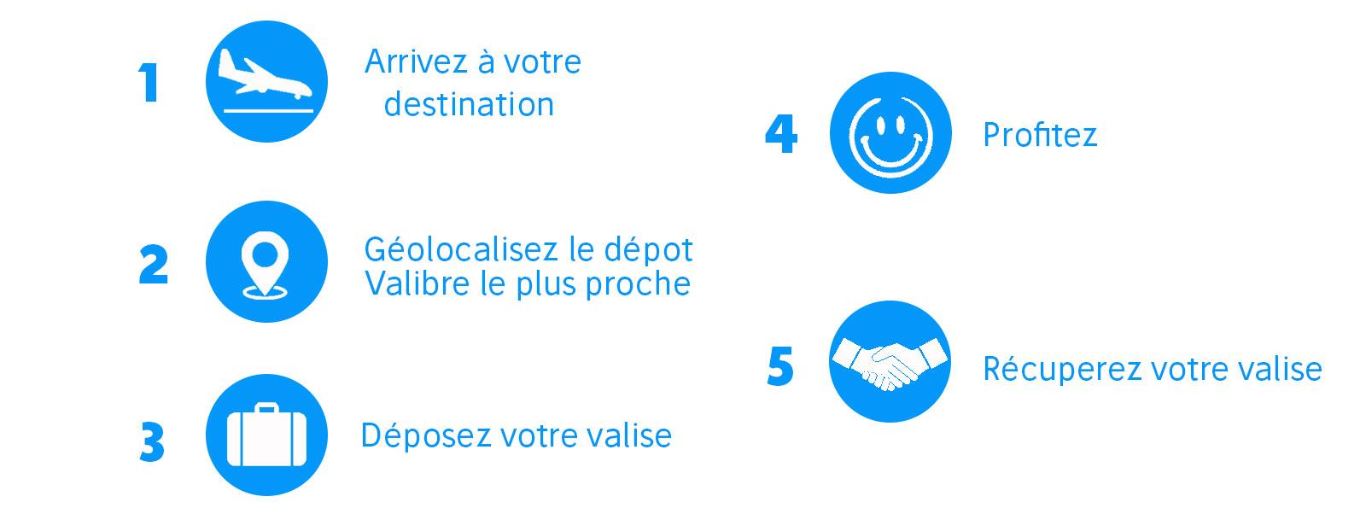 1
Arrivez à votre
destination
2
Géolocalisez le dépot
Valibre le plus proche
3
Déposez votre valise
4
Profitez
5
Récuperez votre valise